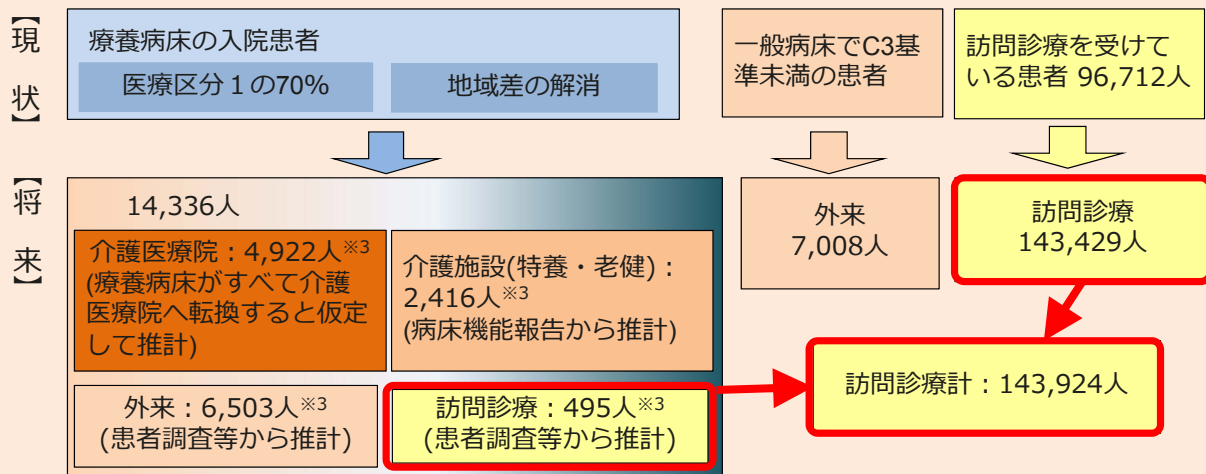 【現状】
療養病床の入院患者
医療区分１の70%
地域差の解消
一般病床でC3基
準未満の患者
訪問診療を受けて
いる患者 96,712人
【将来】
14,336人
介護医療院：4,922人※3
(療養病床がすべて介護
医療院へ転換すると仮定
して推計)
介護施設(特養・老健)：
2,416人※3
(病床機能報告から推計)
外来：6,503人※3
(患者調査等から推計)
訪問診療：495人※3
(患者調査等から推計)
外来
7,008人
訪問診療
143,429人
訪問診療計：143,924人